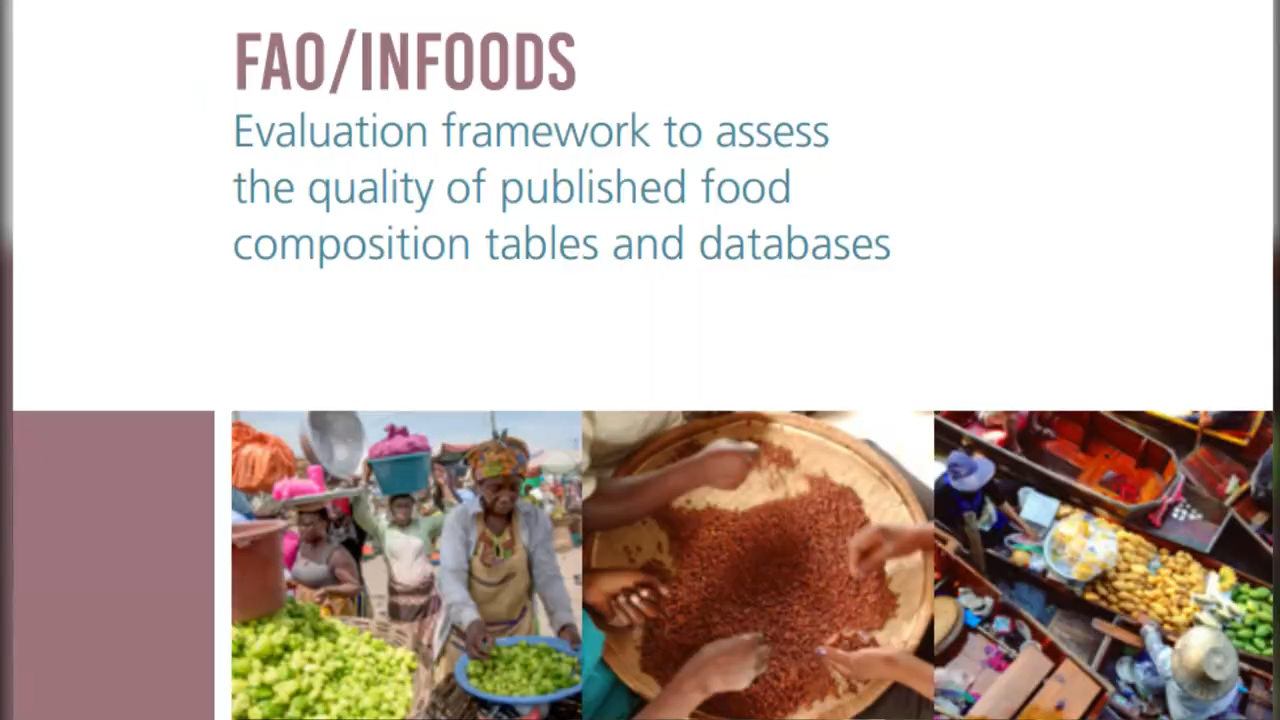 FAO/INFOODS
Evaluation framework to assess
the quality of published food
composition tables and databases